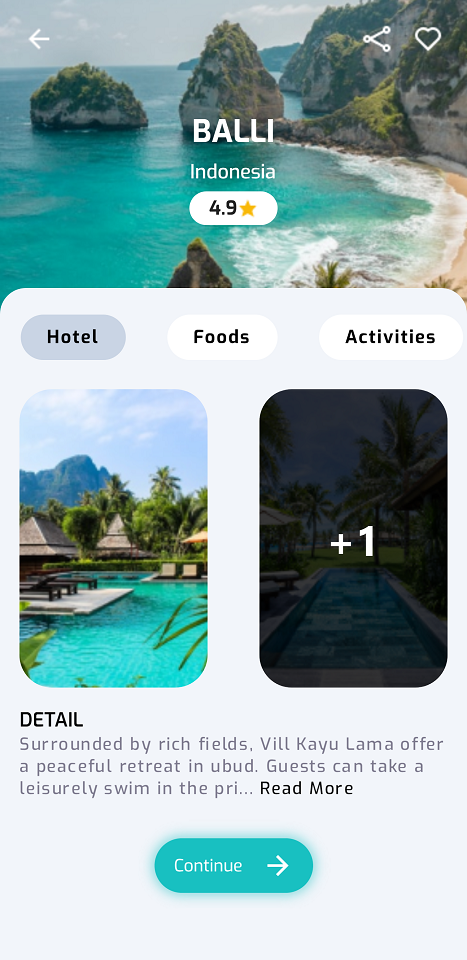 BALLI
Indonesia
4.9
Hotel
Foods
Activities
+1
DETAIL
Surrounded by rich fields, Vill Kayu Lama offer
a peaceful retreat in ubud. Guests can take a
leisurely swim in the pri... Read More
Continue